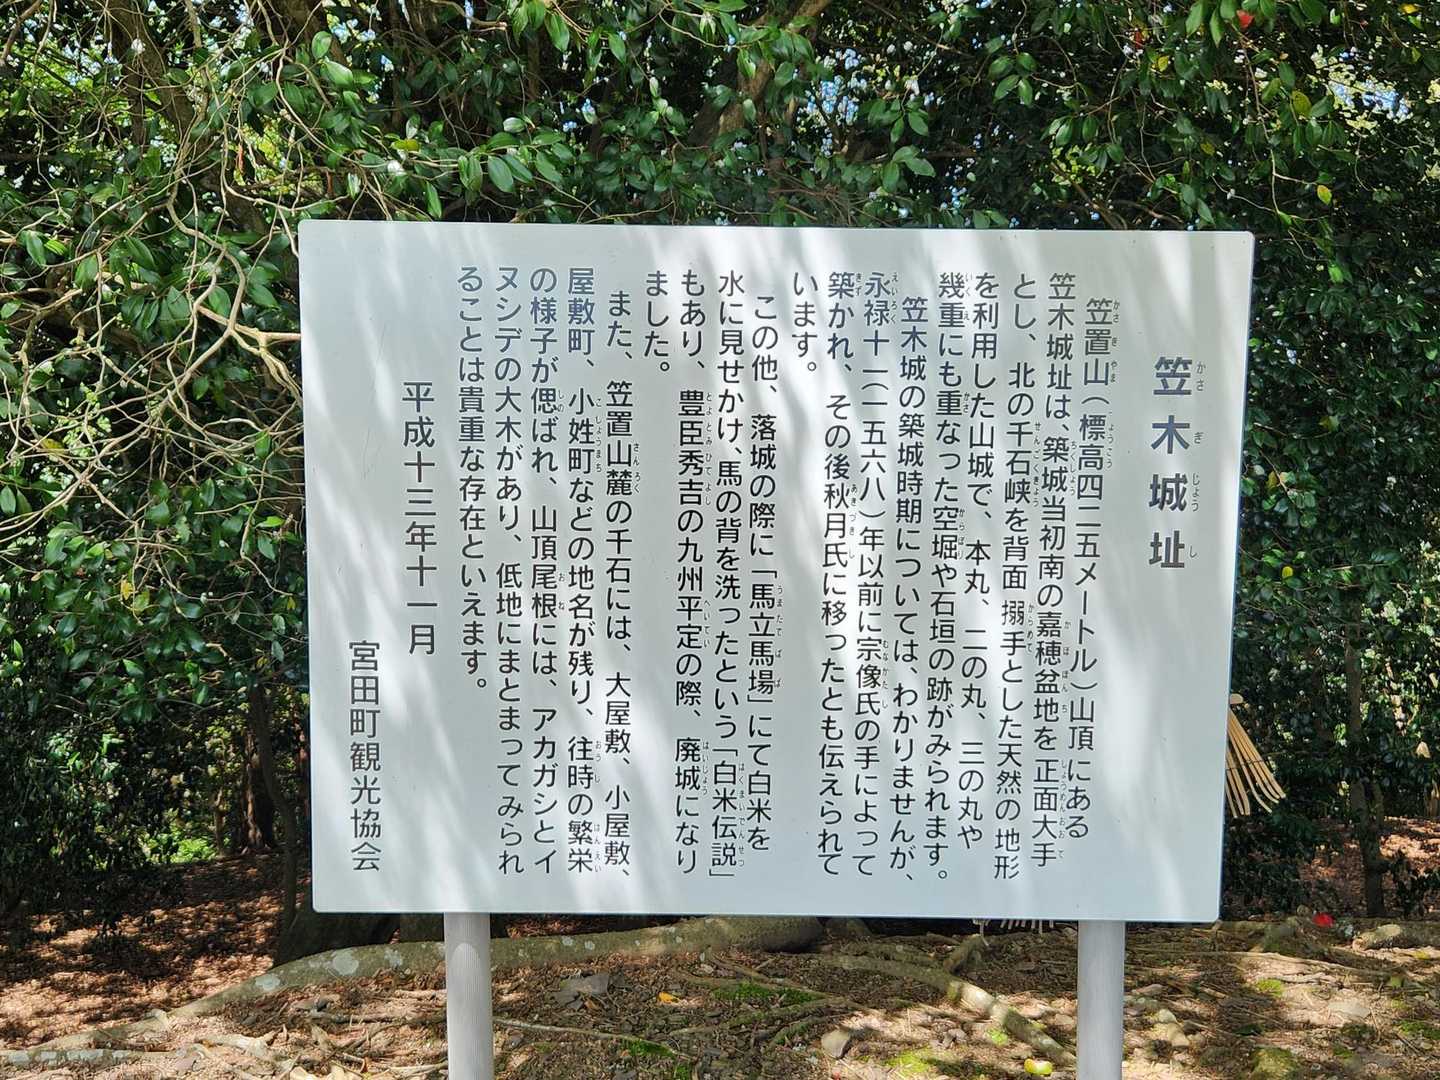 笠木城址
笠置山（標高四二五メートル）山頂にある
笠木城址は、築城当初南の嘉穂盆地を正面大手
とし、北の千石峡を背面搦手とした天然の地形
を利用した山城で、本丸、二の丸、三の丸や
幾重にも重なった空堀や石垣の跡がみられます。
笠木城の築城時期については、わかりませんが、
永禄十一（一五六八）年以前に宗像氏の手によって
築かれ、その後秋月氏に移ったとも伝えられて
います。
この他、落城の際に「馬立馬場」にて白米を
水に見せかけ、馬の背を洗ったという「白米伝説」
もあり、豊臣秀吉の九州平定の際、廃城になり
ました。
また、笠置山麓の千石には、大屋敷、小屋敷、
屋敷町、小姓町などの地名が残り、往時の繁栄
の様子が偲ばれ、山頂尾根には、アカガシとイ
ヌシデの大木があり、低地にまとまってみられ
ることは貴重な存在といえます。
平成十三年十一月
宮田町観光協会